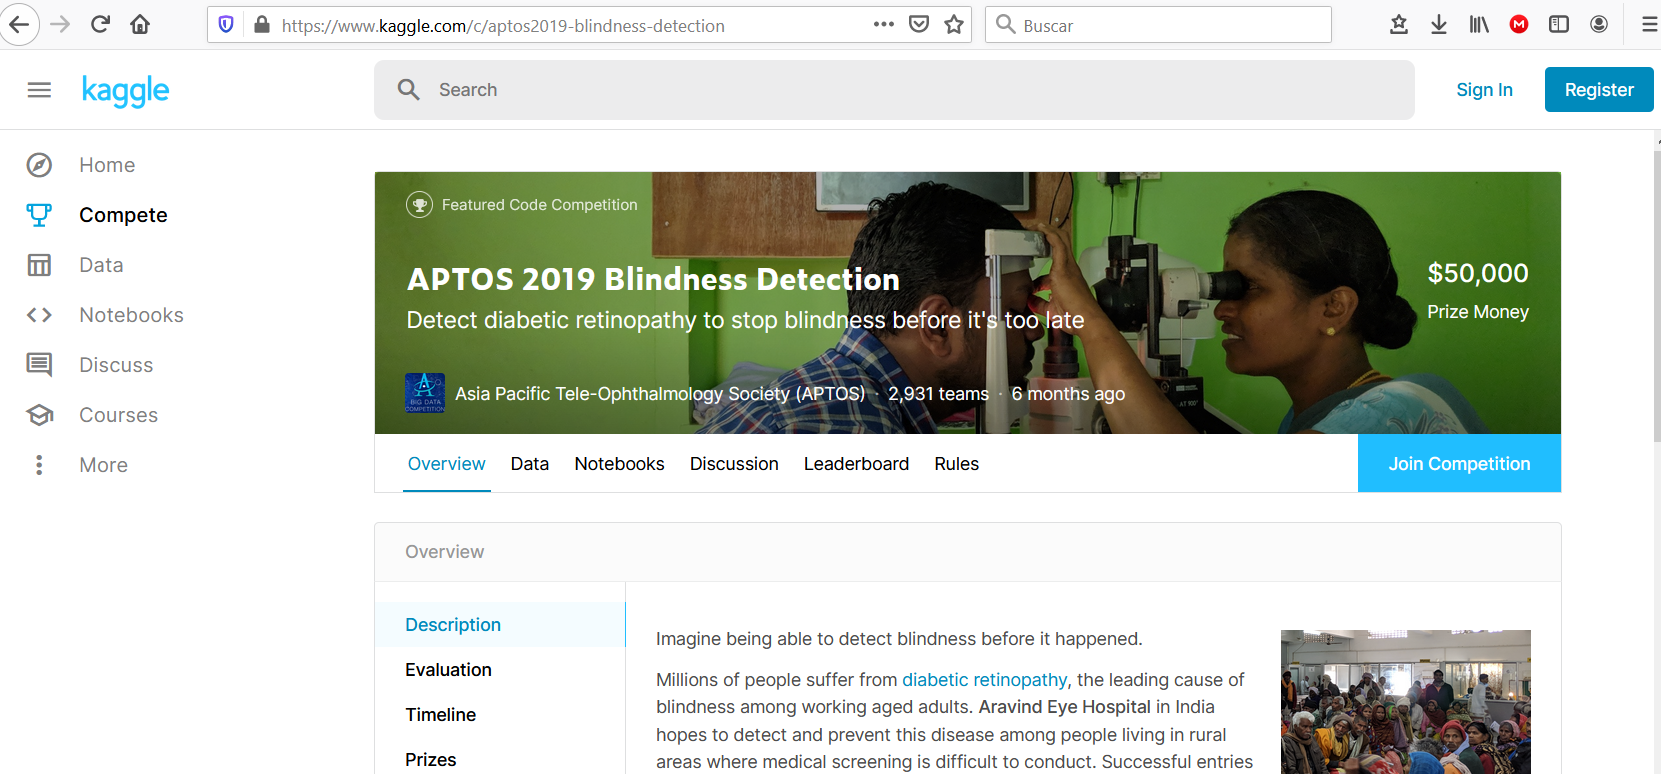 https://www.kaggle.com/c/aptos2019-blindness-detection
Buscar
kaggle
Search
Sign In
Register
Home
Compete
Data
Notebooks
Discuss
Courses
More
Featured Code Competition
APTOS 2019 Blindness Detection
Detect diabetic retinopathy to stop blindness before it's too late
$50,000
Prize Money
BIG DATA
COMPETITION
Asia Pacific Tele-Ophthalmology Society (APTOS) · 2,931 teams · 6 months ago
AT 900
Overview
Data
Notebooks
Discussion
Leaderboard
Rules
Join Competition
Overview
Description
Evaluation
Timeline
Prizes
Imagine being able to detect blindness before it happened.
Millions of people suffer from diabetic retinopathy, the leading cause of
blindness among working aged adults. Aravind Eye Hospital in India
hopes to detect and prevent this disease among people living in rural
areas where medical screening is difficult to conduct. Successful entries